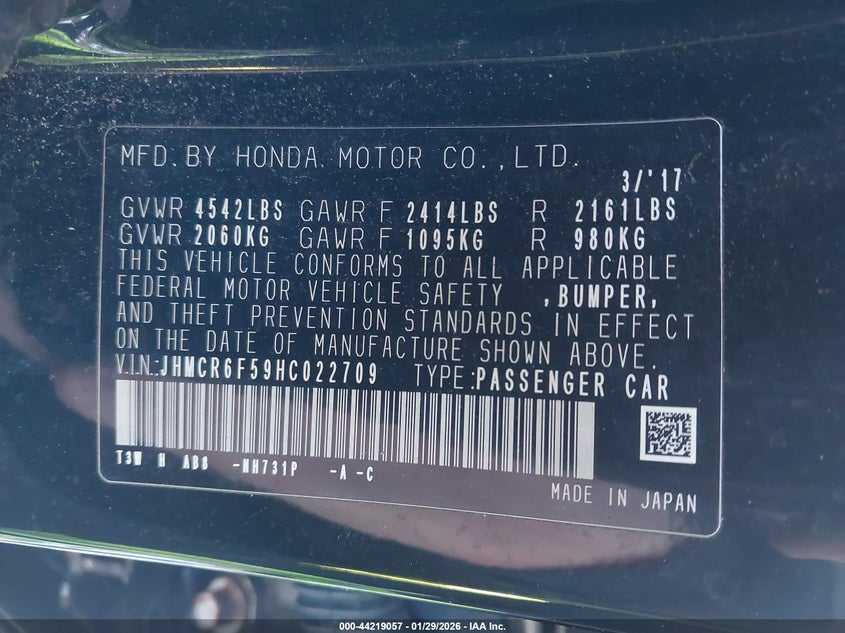 MFD. BY HONDA MOTOR CO., LTD.
3/'17
GVWR 4542LBS GAWR F 2414LBS R 2161LBS
GVWR 2060KG GAWR F 1095KG R 980KG
THIS VEHICLE CONFORMS TO ALL APPLICABLE
FEDERAL MOTOR VEHICLE SAFETY , BUMPER,
AND THEFT PREVENTION STANDARDS IN EFFECT
ON THE DATE OF MANUFACTURE SHOWN ABOVE.
V.I.N:JHMCR6F59HC022709 TYPE:PASSENGER CAR
T3W H AB8 -NH731P -A -C
MADE IN JAPAN
000-44219057 - 01/29/2026 - IAA Inc.